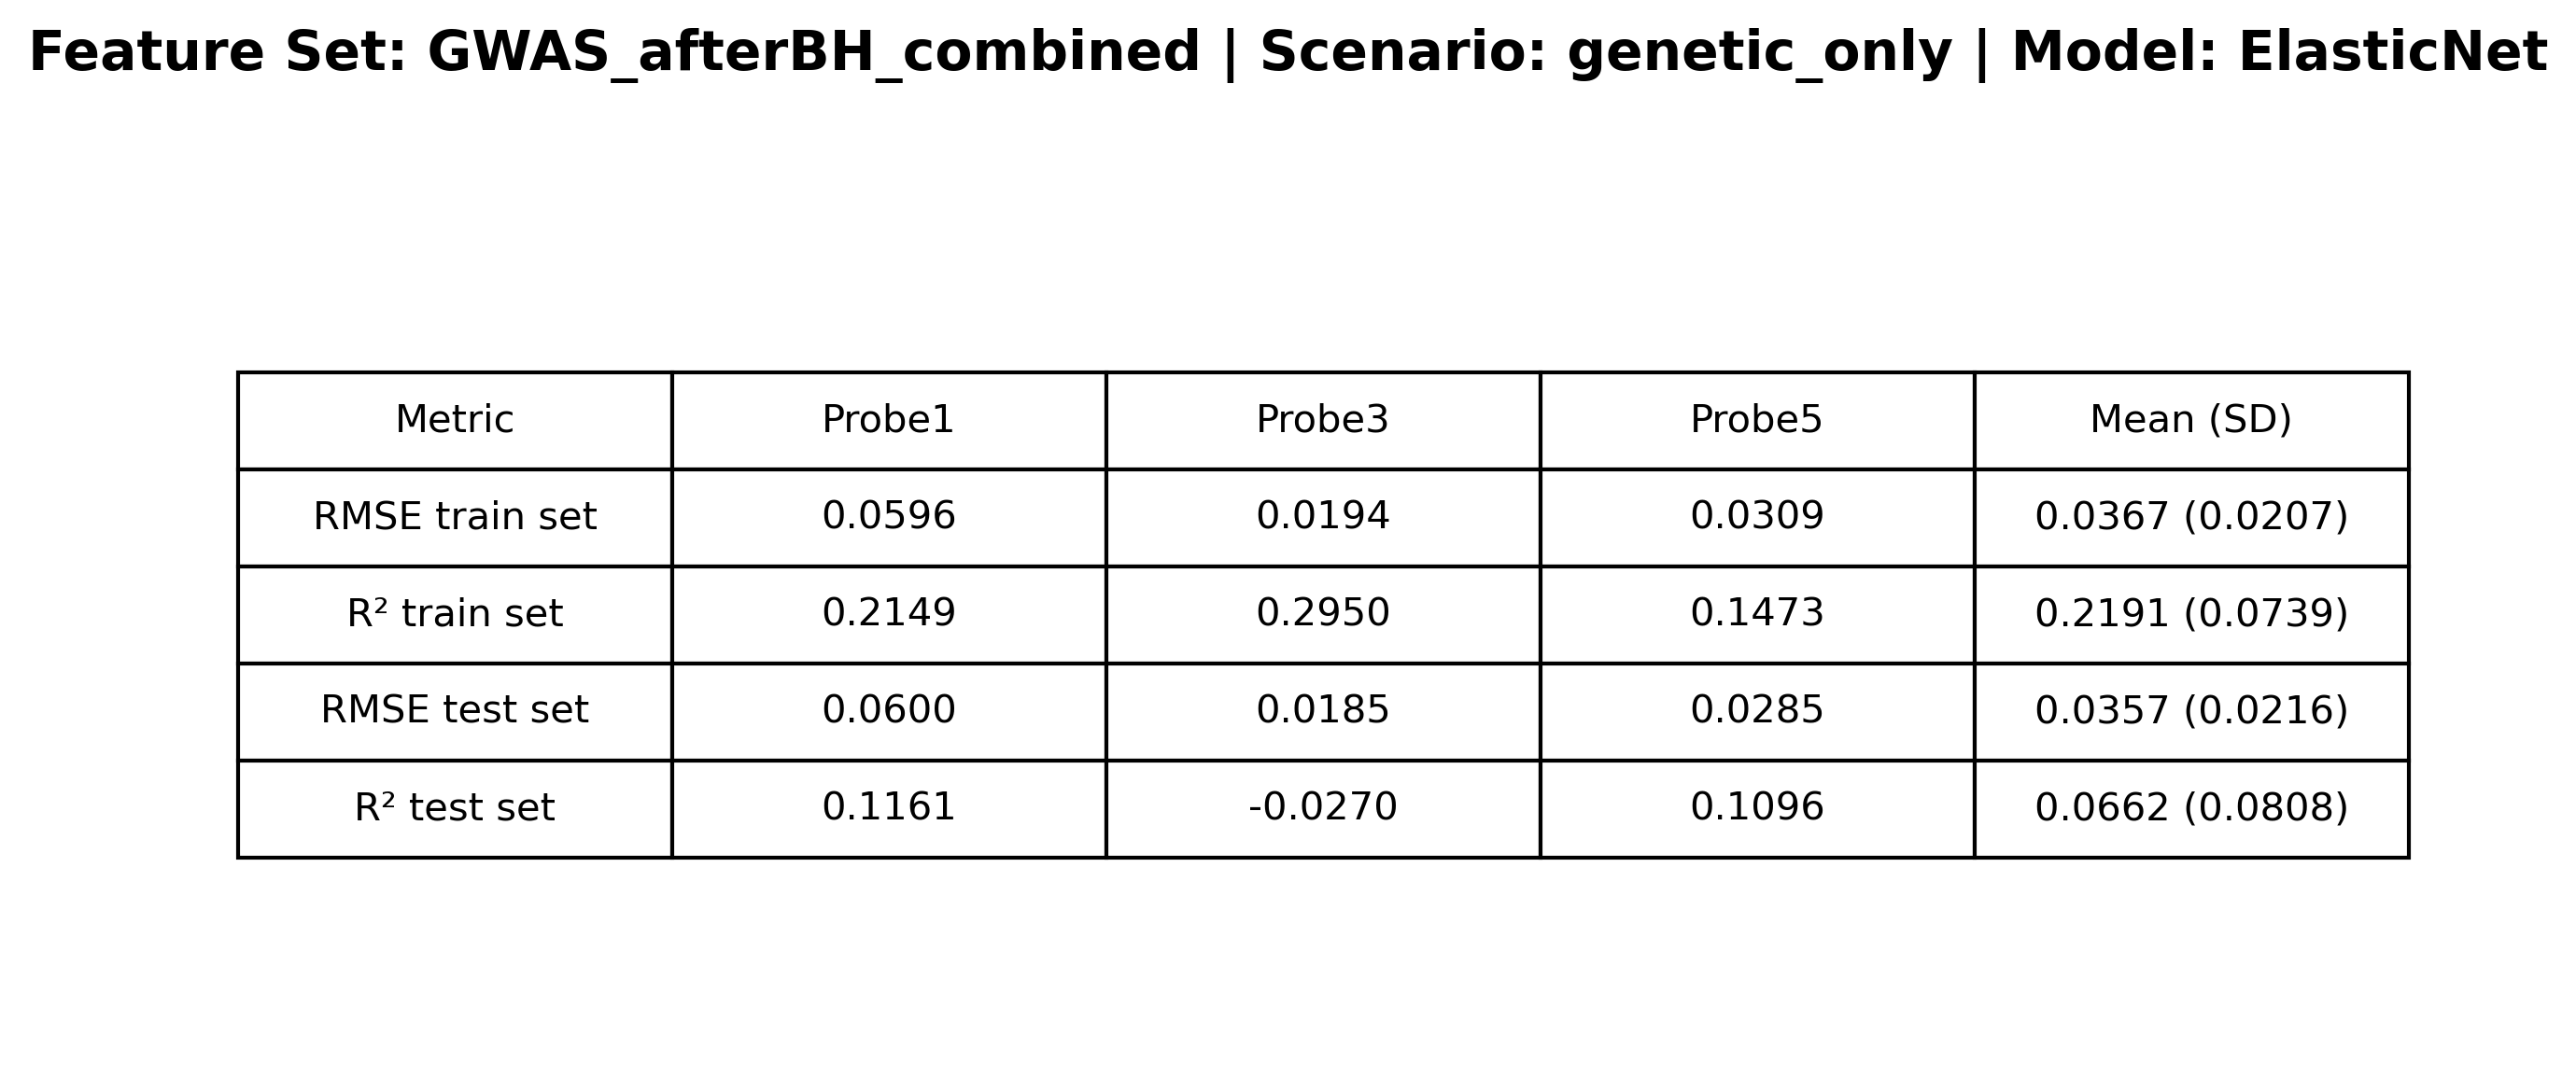 Feature Set: GWAS_afterBH_combined | Scenario: genetic_only | Model: ElasticNet
Metric Probe1 Probe3 Probe5 Mean (SD)
RMSE train set 0.0596 0.0194 0.0309 0.0367 (0.0207)
R² train set 0.2149 0.2950 0.1473 0.2191 (0.0739)
RMSE test set 0.0600 0.0185 0.0285 0.0357 (0.0216)
R² test set 0.1161 -0.0270 0.1096 0.0662 (0.0808)